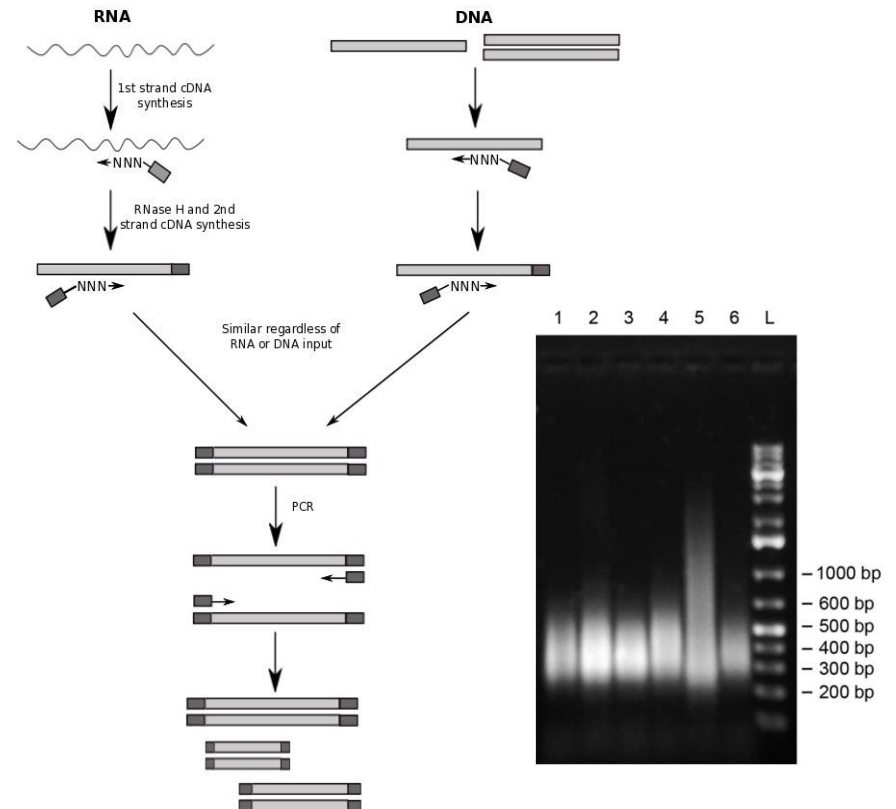 RNA
DNA
1st strand cDNA
synthesis
NNN
NNN
RNase H and 2nd
strand cDNA synthesis
NNN
NNN
Similar regardless of
RNA or DNA input
PCR
1 2 3 4 5 6 L
– 1000 bp
– 600 bp
– 500 bp
– 400 bp
– 300 bp
– 200 bp